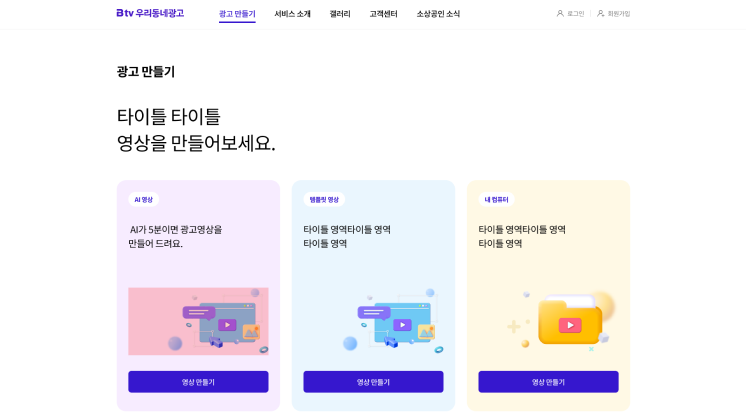 B tv 우리동네광고
광고 만들기
서비스 소개
갤러리
고객센터
소상공인 소식
로그인
회원가입
광고 만들기
타이틀 타이틀
영상을 만들어보세요.
AI 영상
AI가 5분이면 광고영상을
만들어 드려요.
영상 만들기
템플릿 영상
타이틀 영역타이틀 영역
타이틀 영역
영상 만들기
내 컴퓨터
타이틀 영역타이틀 영역
타이틀 영역
영상 만들기